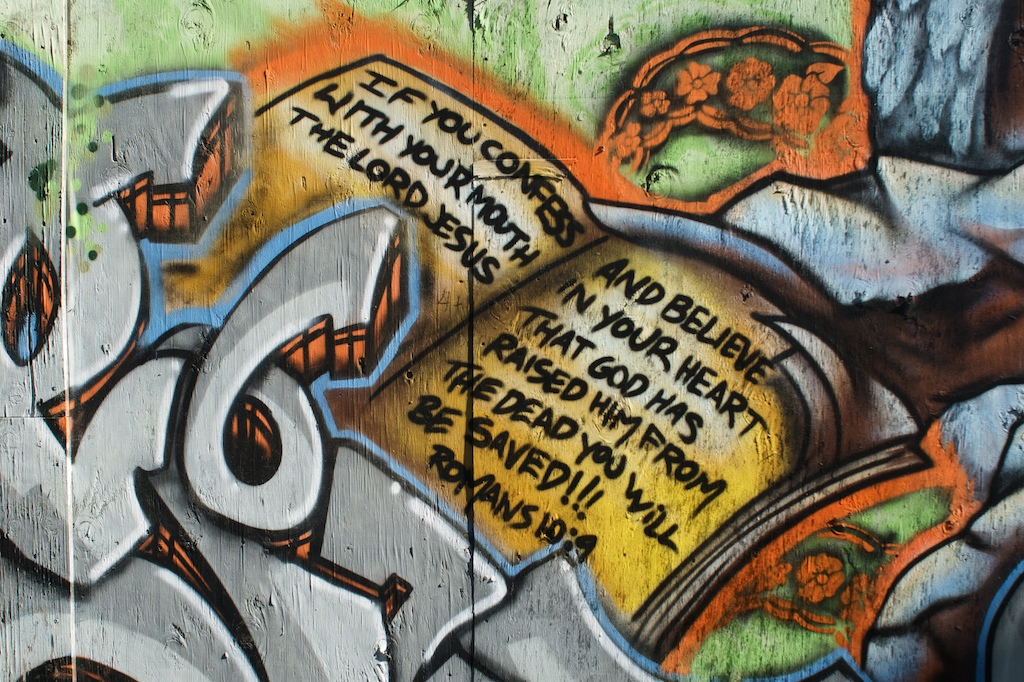 IF YOU CONFESS
WITH YOUR MOUTH
THE LORD JESUS
AND BELIEVE
IN YOUR HEART
THAT GOD HAS
RAISED HIM FROM
THE DEAD YOU WILL
BE SAVED!!!
ROMANS 10:9